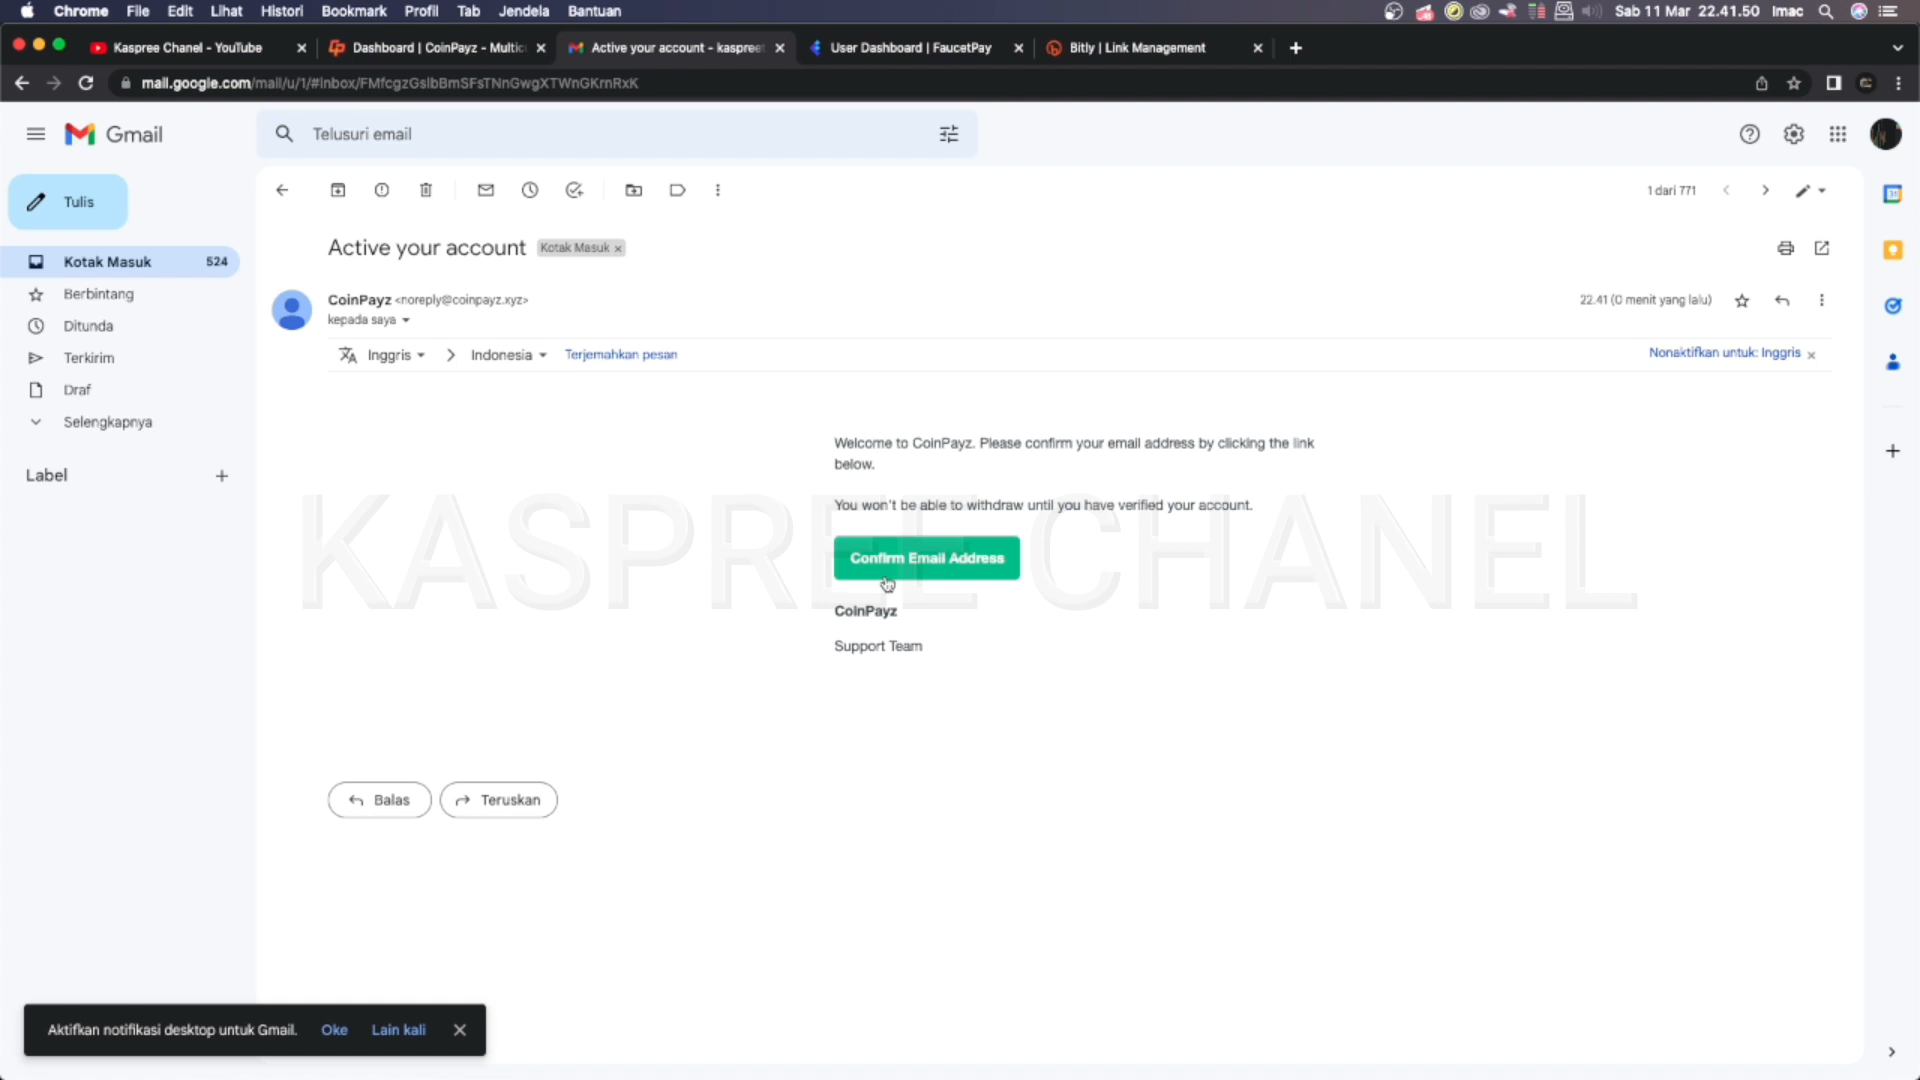 Chrome File Edit Lihat Histori Bookmark Profil Tab Jendela Bantuan Sab 11 Mar 22.41.50 Imac
Kaspree Chanel - YouTube Dashboard | CoinPayz - Multic Active your account - kaspree User Dashboard | FaucetPay Bitly | Link Management
mail.google.com/mail/u/1/#inbox/FMfcgzGslbBmSFsTNnGwgXTWnGKrnRxK
Gmail Telusuri email
Tulis 1 dari 771
Active your account Kotak Masuk
Kotak Masuk 524
Berbintang
Ditunda
Terkirim
Draf
Selengkapnya
Label
CoinPayz <noreply@coinpayz.xyz> 22.41 (0 menit yang lalu)
kepada saya
Inggris Indonesia Terjemahkan pesan Nonaktifkan untuk: Inggris
Welcome to CoinPayz. Please confirm your email address by clicking the link
below.
You won't be able to withdraw until you have verified your account.
KASPREE CHANEL
Confirm Email Address
CoinPayz
Support Team
Balas Teruskan
Aktifkan notifikasi desktop untuk Gmail. Oke Lain kali